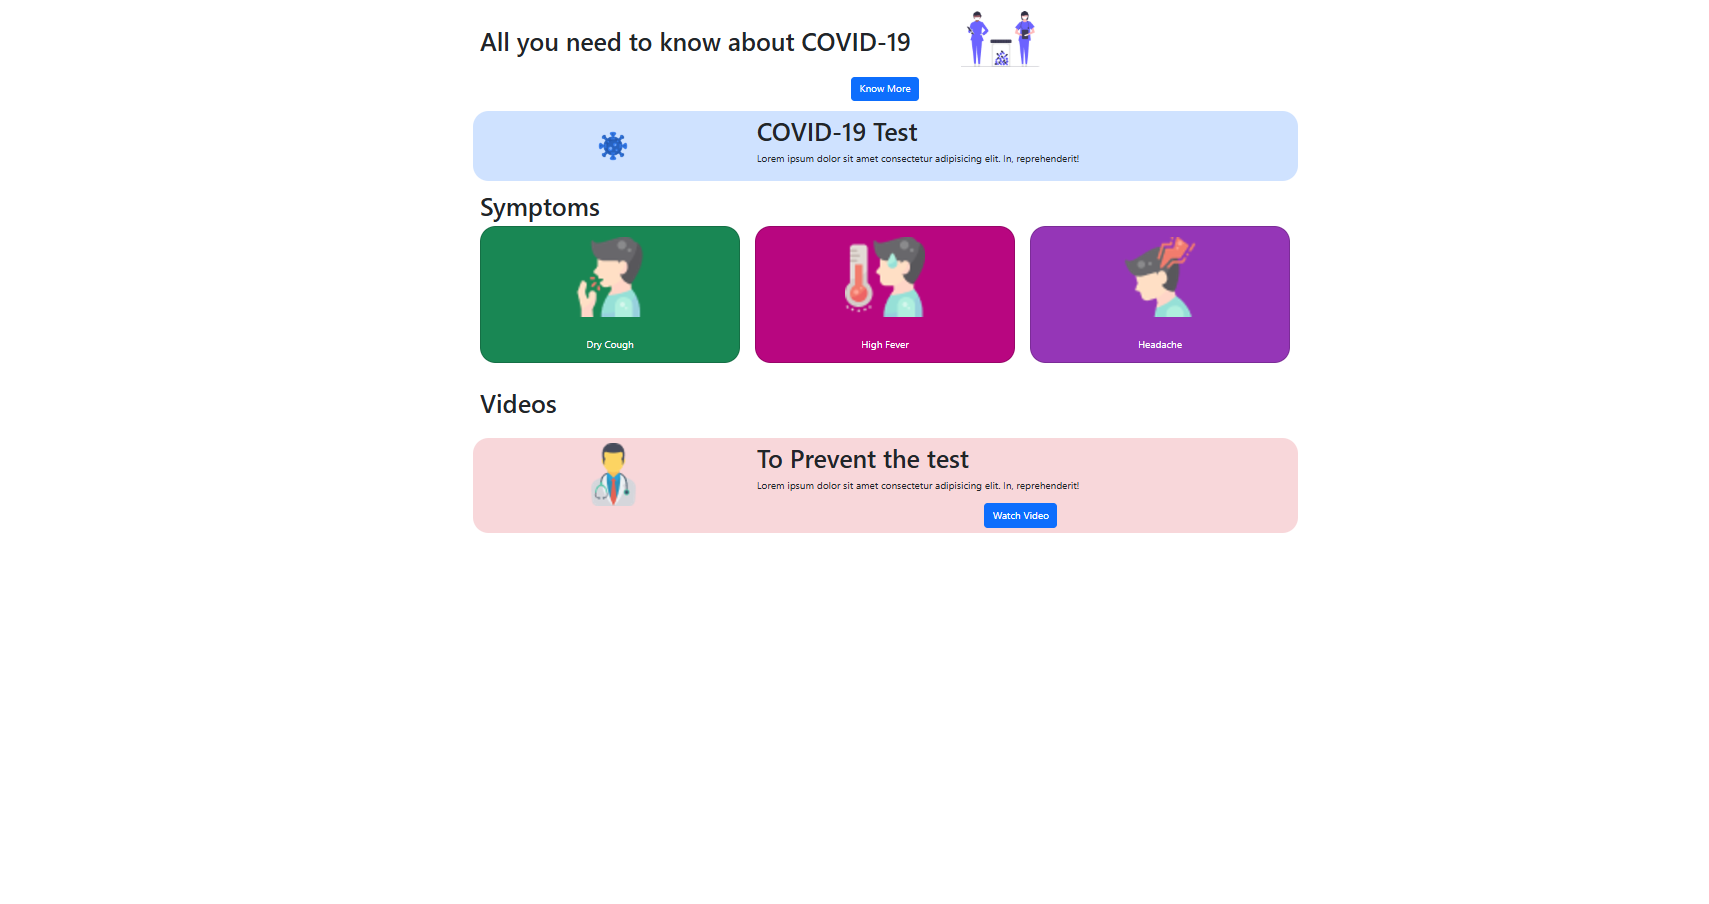 All you need to know about COVID-19
Know More
COVID-19 Test
Lorem ipsum dolor sit amet consectetur adipisicing elit. In, reprehenderit!
Symptoms
Dry Cough
High Fever
Headache
Videos
To Prevent the test
Lorem ipsum dolor sit amet consectetur adipisicing elit. In, reprehenderit!
Watch Video